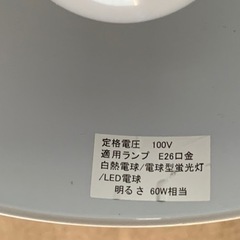 定格電圧　100V
適用ランプ　E26口金
白熱電球/電球型蛍光灯
/LED電球
明るさ 60W相当